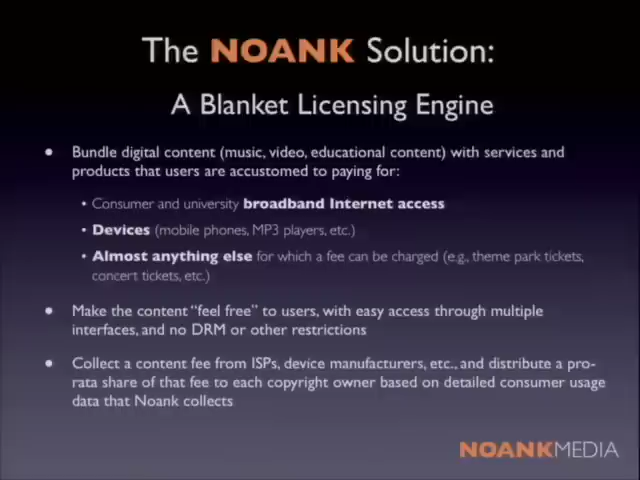 The NOANK Solution:
A Blanket Licensing Engine
• Bundle digital content (music, video, educational content) with services and
products that users are accustomed to paying for:
• Consumer and university broadband Internet access
• Devices (mobile phones, MP3 players, etc.)
• Almost anything else for which a fee can be charged (e.g., theme park tickets,
concert tickets, etc.)
• Make the content “feel free” to users, with easy access through multiple
interfaces, and no DRM or other restrictions
• Collect a content fee from ISPs, device manufacturers, etc., and distribute a pro-
rata share of that fee to each copyright owner based on detailed consumer usage
data that Noank collects
NOANKMEDIA